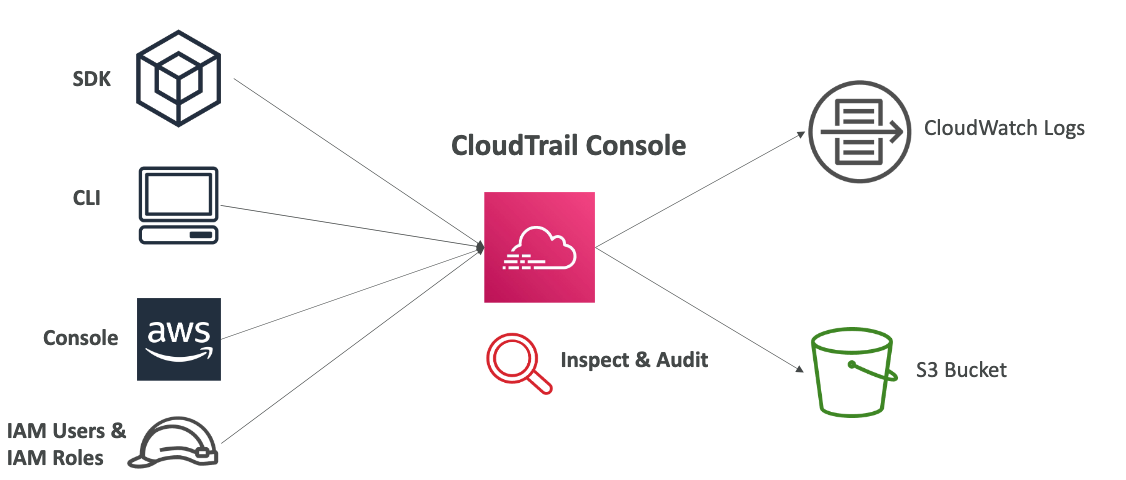 SDK
CLI
Console
aws
IAM Users &
IAM Roles
CloudTrail Console
Inspect & Audit
CloudWatch Logs
S3 Bucket